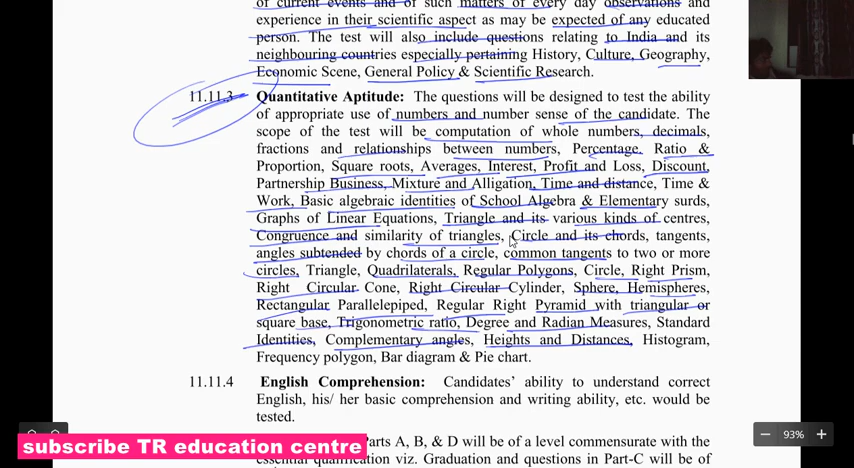 of current events and of such matters of every day observations and
experience in their scientific aspect as may be expected of any educated
person. The test will also include questions relating to India and its
neighbouring countries especially pertaining History, Culture, Geography,
Economic Scene, General Policy & Scientific Research.
11.11.3 Quantitative Aptitude: The questions will be designed to test the ability
of appropriate use of numbers and number sense of the candidate. The
scope of the test will be computation of whole numbers, decimals,
fractions and relationships between numbers, Percentage, Ratio &
Proportion, Square roots, Averages, Interest, Profit and Loss, Discount,
Partnership Business, Mixture and Alligation, Time and distance, Time &
Work, Basic algebraic identities of School Algebra & Elementary surds,
Graphs of Linear Equations, Triangle and its various kinds of centres,
Congruence and similarity of triangles, Circle and its chords, tangents,
angles subtended by chords of a circle, common tangents to two or more
circles, Triangle, Quadrilaterals, Regular Polygons, Circle, Right Prism,
Right Circular Cone, Right Circular Cylinder, Sphere, Hemispheres,
Rectangular Parallelepiped, Regular Right Pyramid with triangular or
square base, Trigonometric ratio, Degree and Radian Measures, Standard
Identities, Complementary angles, Heights and Distances, Histogram,
Frequency polygon, Bar diagram & Pie chart.
11.11.4 English Comprehension: Candidates' ability to understand correct
English, his/ her basic comprehension and writing ability, etc. would be
tested.
93%
subscribe TR education centre
Parts A, B, & D will be of a level commensurate with the
essential qualification viz. Graduation and questions in Part-C will be of